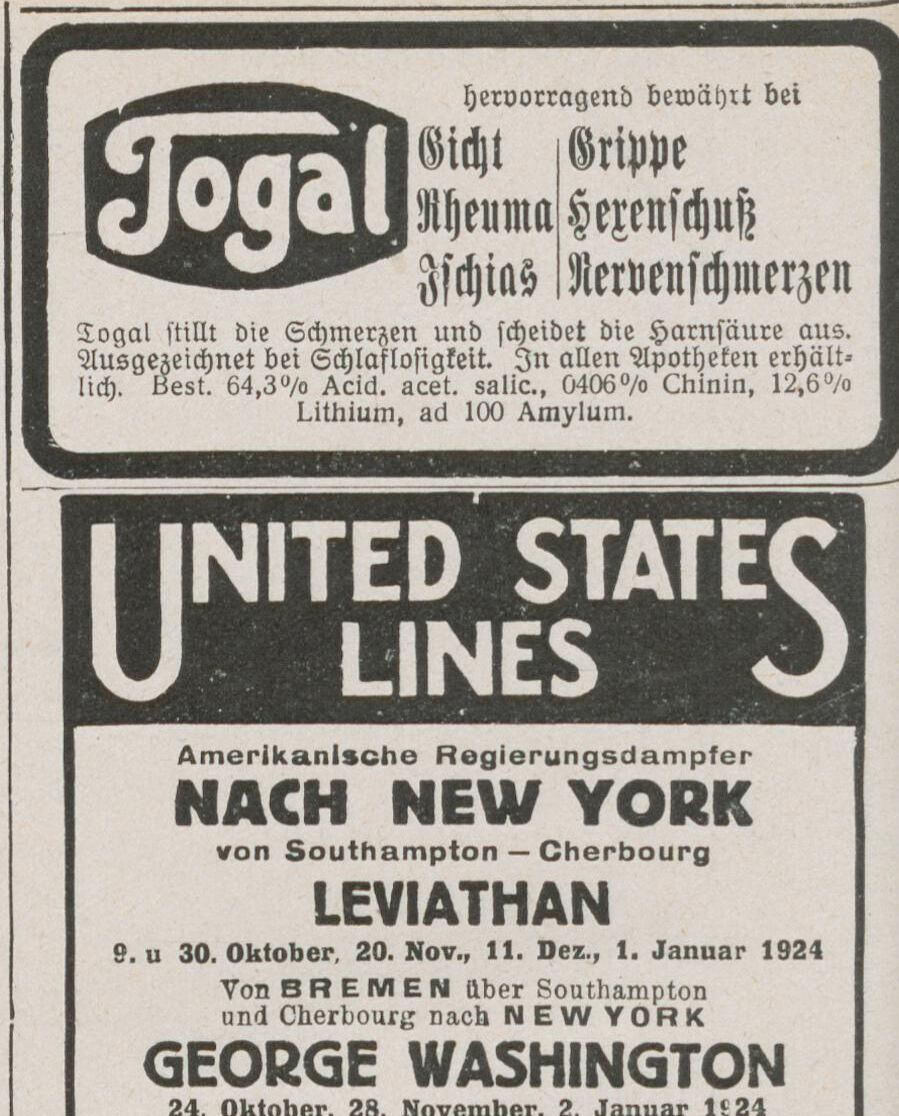 Togal
hervorragend bewährt bei
Gicht
Rheuma
Ischias
Grippe
Hexenschuß
Nervenschmerzen
Togal stillt die Schmerzen und scheidet die Harnsäure aus.
Ausgezeichnet bei Schlaflosigkeit. In allen Apotheken erhält-
lich. Best. 64,3% Acid. acet. salic., 0406% Chinin, 12,6%
Lithium, ad 100 Amylum.
UNITED STATES
LINES
Amerikanische Regierungsdampfer
NACH NEW YORK
von Southampton – Cherbourg
LEVIATHAN
9. u 30. Oktober, 20. Nov., 11. Dez., 1. Januar 1924
Von BREMEN über Southampton
und Cherbourg nach NEW YORK
GEORGE WASHINGTON
24. Oktober, 28. November, 2. Januar 1924